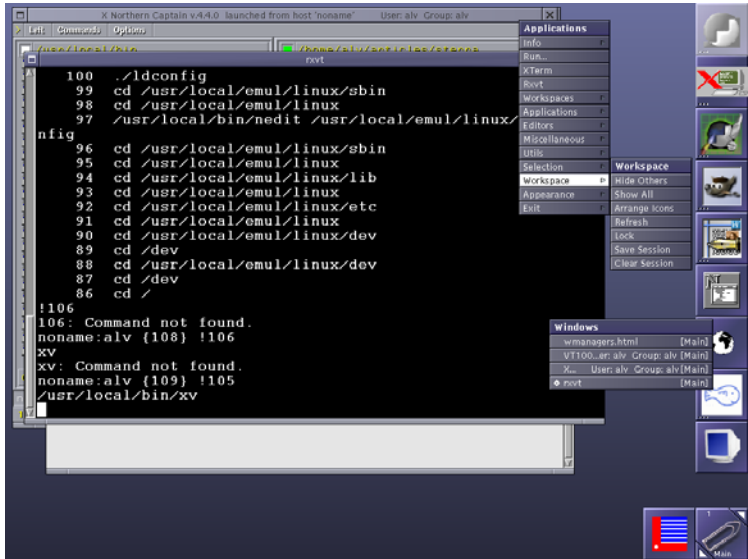 X Northern Captain v.4.4.0 launched from host 'noname' User: alv Group: alv
Left Commands Options
/usr/local/bin
/home/alv/articles/
rxvt
100 ./ldconfig
99 cd /usr/local/emul/linux/sbin
98 cd /usr/local/emul/linux
97 /usr/local/bin/nedit /usr/local/emul/linux/
nfig
96 cd /usr/local/emul/linux/sbin
95 cd /usr/local/emul/linux
94 cd /usr/local/emul/linux/lib
93 cd /usr/local/emul/linux
92 cd /usr/local/emul/linux/etc
91 cd /usr/local/emul/linux
90 cd /usr/local/emul/linux/dev
89 cd /dev
88 cd /usr/local/emul/linux/dev
87 cd /dev
86 cd /
!106
106: Command not found.
noname:alv {108} !106
xv
xv: Command not found.
noname:alv {109} !105
/usr/local/bin/xv
Applications
Info
Run...
XTerm
Rxvt
Workspaces
Applications
Editors
Miscellaneous
Utils
Selection
Workspace
Appearance
Exit
Workspace
Hide Others
Show All
Arrange Icons
Refresh
Lock
Save Session
Clear Session
Windows
wmanagers.html [Main]
VT100...er: alv Group: alv [Main]
X... User: alv Group: alv [Main]
rxvt [Main]
1
Main